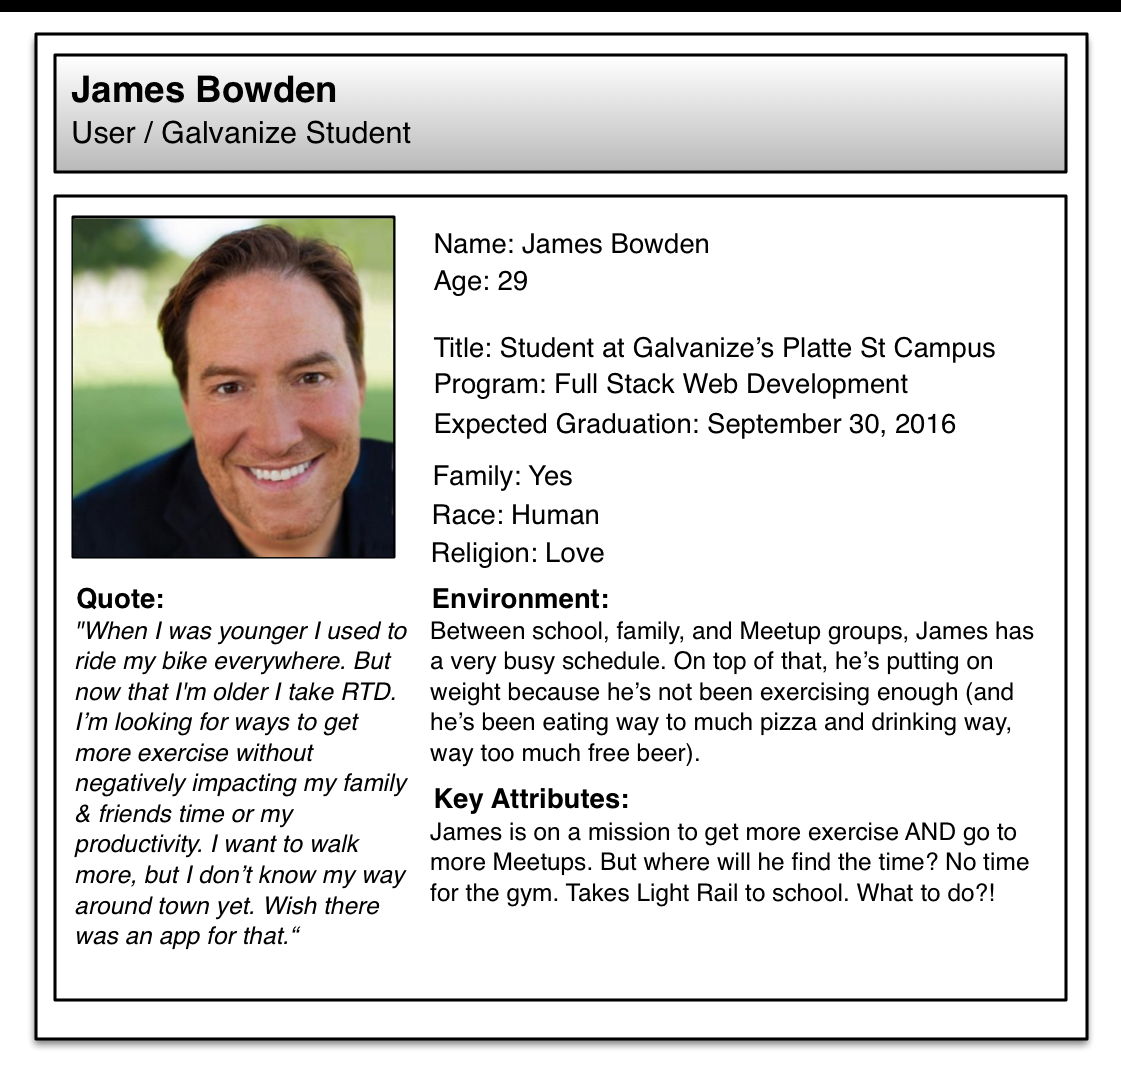 James Bowden
User / Galvanize Student
Name: James Bowden
Age: 29
Title: Student at Galvanize’s Platte St Campus
Program: Full Stack Web Development
Expected Graduation: September 30, 2016
Family: Yes
Race: Human
Religion: Love
Quote:
"When I was younger I used to
ride my bike everywhere. But
now that I'm older I take RTD.
I’m looking for ways to get
more exercise without
negatively impacting my family
& friends time or my
productivity. I want to walk
more, but I don’t know my way
around town yet. Wish there
was an app for that.“
Environment:
Between school, family, and Meetup groups, James has
a very busy schedule. On top of that, he’s putting on
weight because he’s not been exercising enough (and
he’s been eating way to much pizza and drinking way,
way too much free beer).
Key Attributes:
James is on a mission to get more exercise AND go to
more Meetups. But where will he find the time? No time
for the gym. Takes Light Rail to school. What to do?!